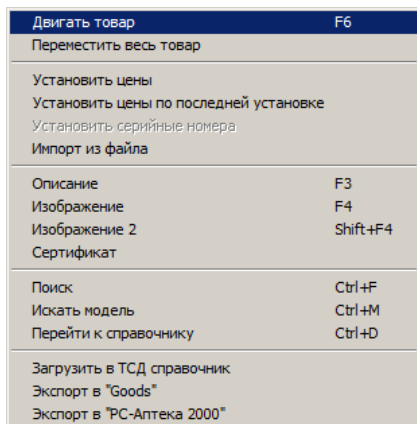 Двигать товар F6
Переместить весь товар
Установить цены
Установить цены по последней установке
Установить серийные номера
Импорт из файла
Описание F3
Изображение F4
Изображение 2 Shift+F4
Сертификат
Поиск Ctrl+F
Искать модель Ctrl+M
Перейти к справочнику Ctrl+D
Загрузить в ТСД справочник
Экспорт в "Goods"
Экспорт в "PC-Аптека 2000"